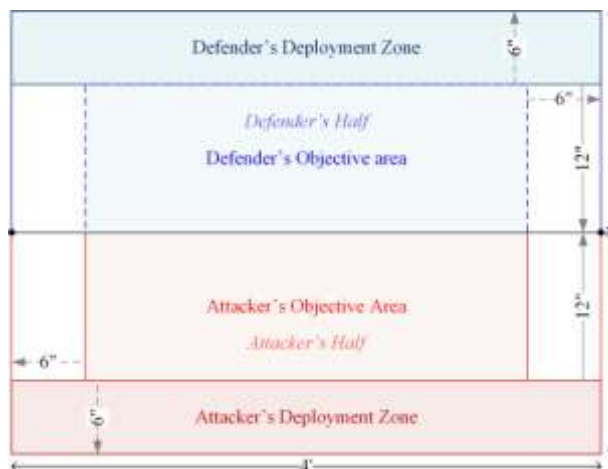 Defender's Deployment Zone
6"
6"
Defender's Half
Defender's Objective area
12"
Attacker's Objective Area
12"
Attacker's Half
6"
Attacker's Deployment Zone
6"
4'